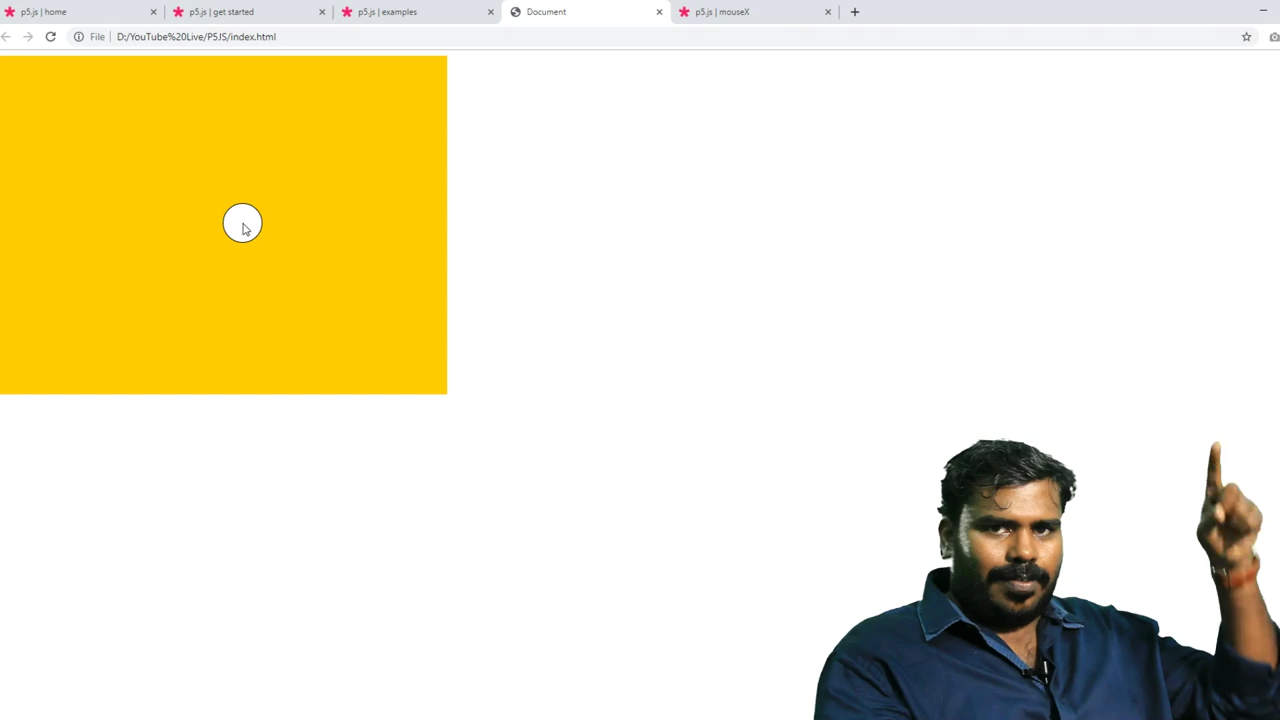 p5.js | home
p5.js | get started
p5.js | examples
Document
p5.js | mouseX
File
D:/YouTube%20Live/P5JS/index.html